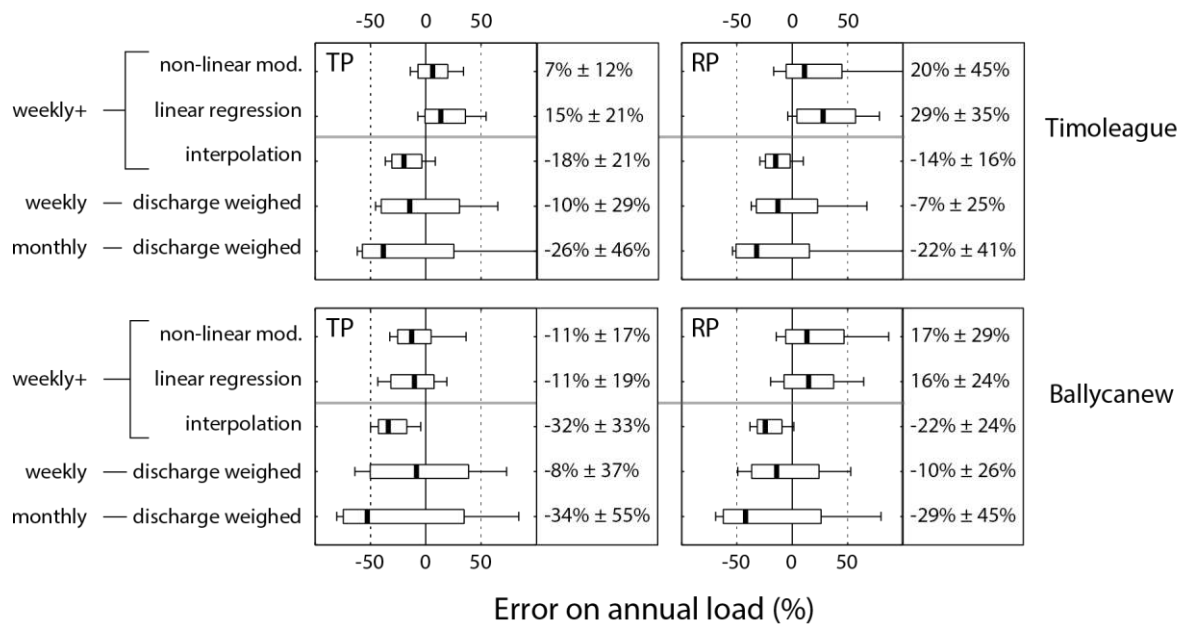 -50 0 50 -50 0 50
TP RP
non-linear mod. 7% ± 12% 20% ± 45%
weekly+ linear regression 15% ± 21% 29% ± 35% Timoleague
interpolation -18% ± 21% -14% ± 16%
weekly discharge weighed -10% ± 29% -7% ± 25%
monthly discharge weighed -26% ± 46% -22% ± 41%
TP RP
non-linear mod. -11% ± 17% 17% ± 29%
weekly+ linear regression -11% ± 19% 16% ± 24% Ballycanew
interpolation -32% ± 33% -22% ± 24%
weekly discharge weighed -8% ± 37% -10% ± 26%
monthly discharge weighed -34% ± 55% -29% ± 45%
-50 0 50 -50 0 50
Error on annual load (%)